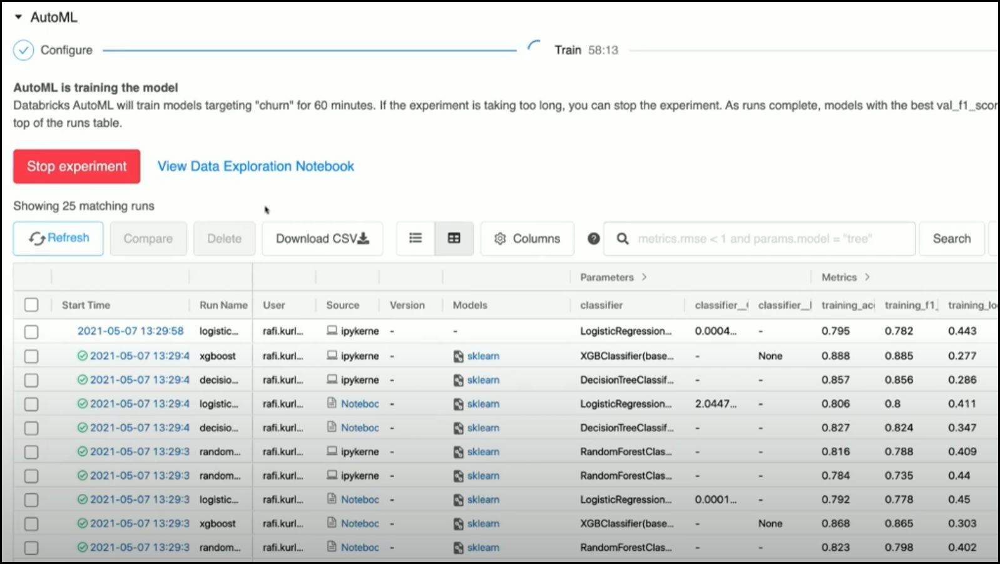 AutoML
Configure Train 58:13
AutoML is training the model
Databricks AutoML will train models targeting "churn" for 60 minutes. If the experiment is taking too long, you can stop the experiment. As runs complete, models with the best val_f1_scor
top of the runs table.
Stop experiment View Data Exploration Notebook
Showing 25 matching runs
Refresh Compare Delete Download CSV Columns ? metrics.rmse < 1 and params.model = "tree" Search
Parameters > Metrics >
Start Time Run Name User Source Version Models classifier classifier__ classifier__ training_ac training_f1_ training_lo
2021-05-07 13:29:58 logistic... rafi.kurl... ipykerne - - LogisticRegression... 0.0004... - 0.795 0.782 0.443
2021-05-07 13:29:4 xgboost rafi.kurl... ipykerne - sklearn XGBClassifier(base... - None 0.888 0.885 0.277
2021-05-07 13:29:4 decisio... rafi.kurl... ipykerne - sklearn DecisionTreeClassif... - - 0.857 0.856 0.286
2021-05-07 13:29:4 logistic... rafi.kurl... Noteboc - sklearn LogisticRegression... 2.0447... - 0.806 0.8 0.411
2021-05-07 13:29:4 decisio... rafi.kurl... Noteboc - sklearn DecisionTreeClassif... - - 0.827 0.824 0.347
2021-05-07 13:29:3 random... rafi.kurl... ipykerne - sklearn RandomForestClas... - - 0.816 0.788 0.409
2021-05-07 13:29:3 random... rafi.kurl... ipykerne - sklearn RandomForestClas... - - 0.784 0.735 0.44
2021-05-07 13:29:3 logistic... rafi.kurl... Noteboc - sklearn LogisticRegression... 0.0001... - 0.792 0.778 0.45
2021-05-07 13:29:3 xgboost rafi.kurl... Noteboc - sklearn XGBClassifier(base... - None 0.868 0.865 0.303
2021-05-07 13:29:3 random... rafi.kurl... Noteboc - sklearn RandomForestClas... - - 0.823 0.798 0.402